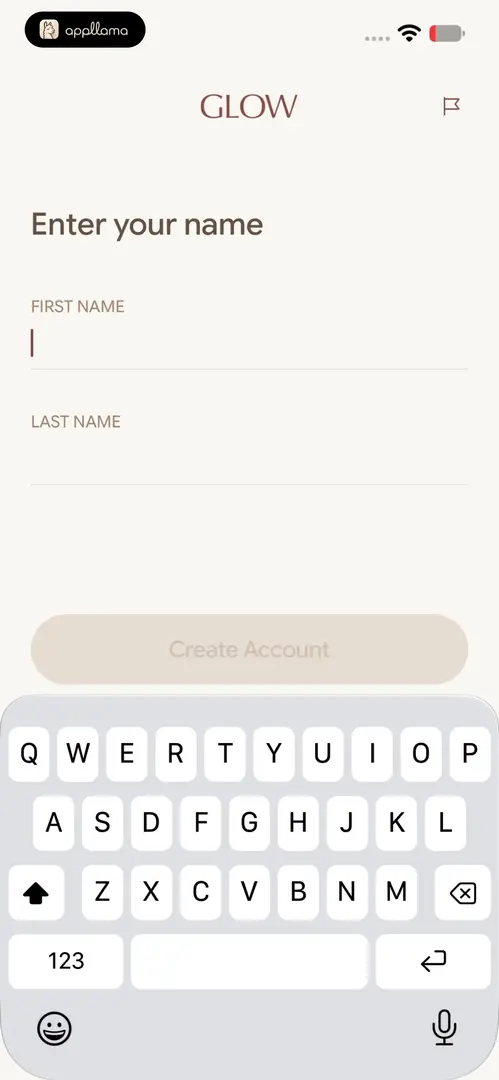 appllama
GLOW
Enter your name
FIRST NAME
LAST NAME
Create Account
Q W E R T Y U I O P
A S D F G H J K L
Z X C V B N M
123